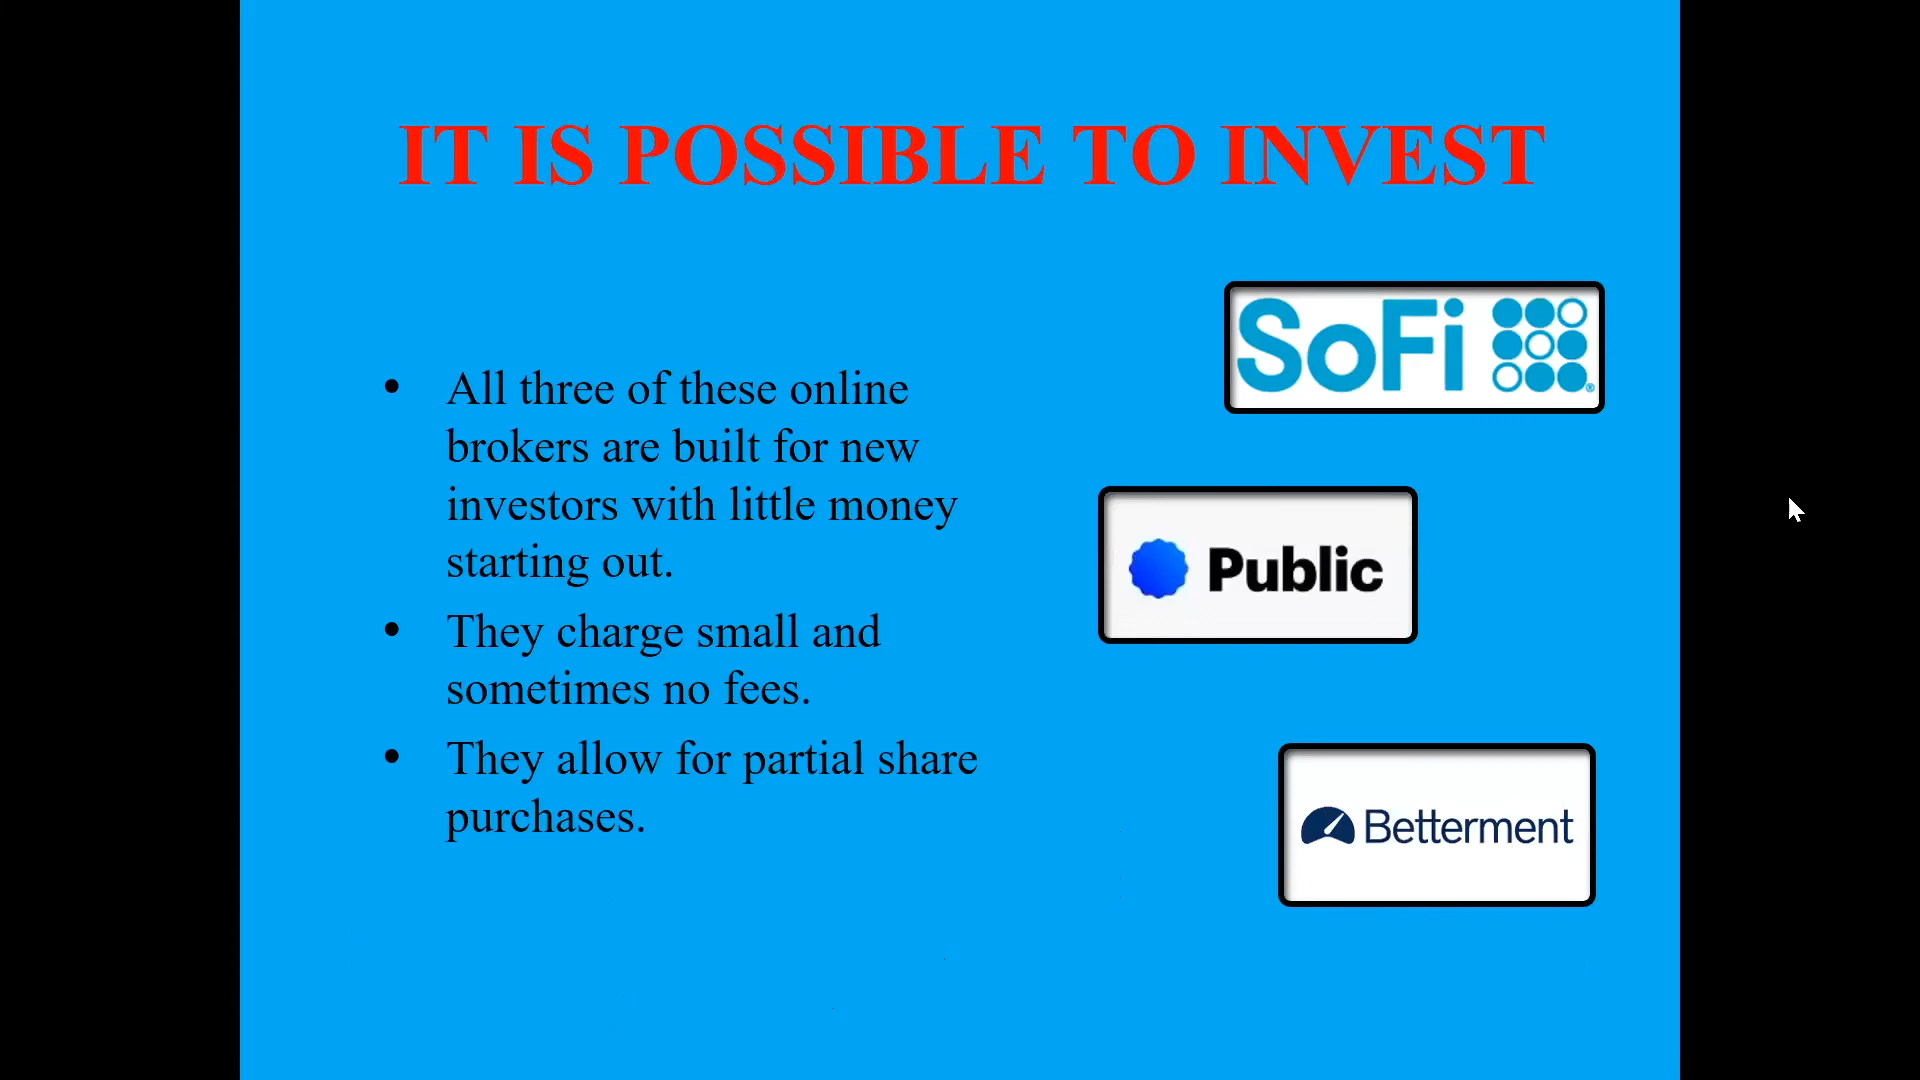 IT IS POSSIBLE TO INVEST
• All three of these online
brokers are built for new
investors with little money
starting out.
• They charge small and
sometimes no fees.
• They allow for partial share
purchases.
SoFi ®
Public
Betterment